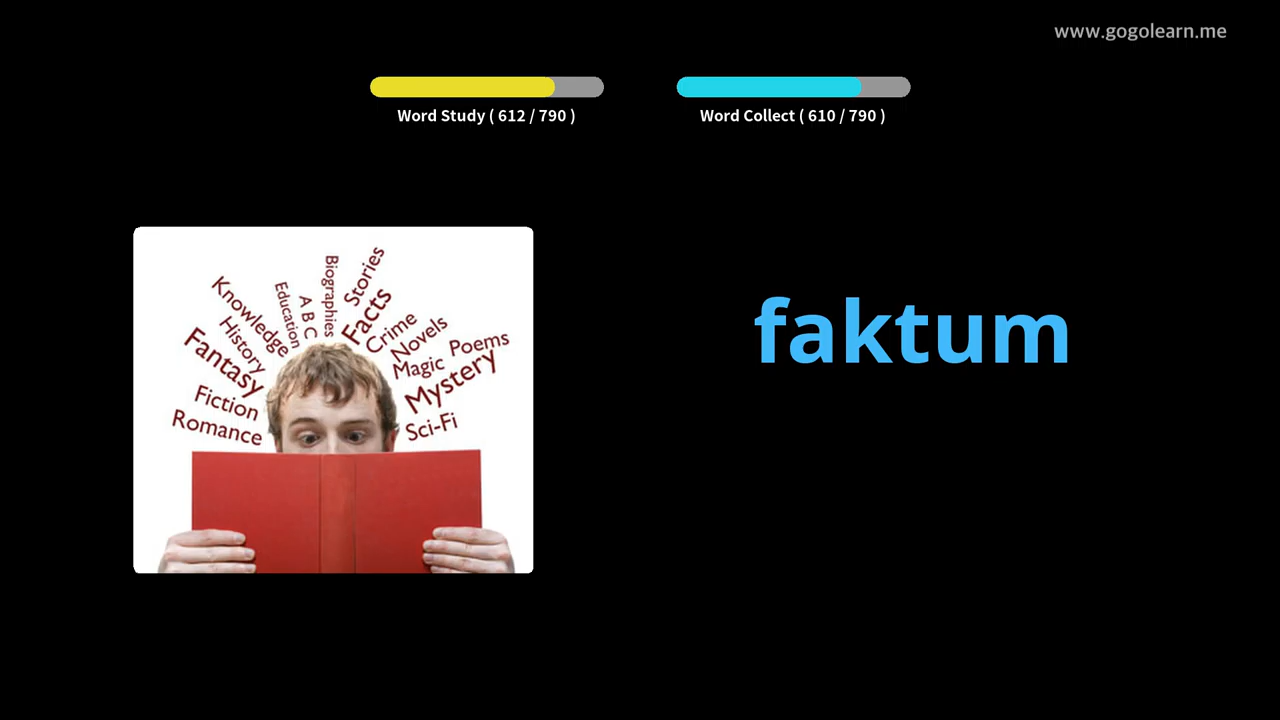 www.gogolearn.me
Word Study ( 612 / 790 )
Word Collect ( 610 / 790 )
faktum
Biographies
Stories
Education
A B C
Facts
Knowledge
Crime
History
Novels
Poems
Fantasy
Magic
Mystery
Fiction
Romance
Sci-Fi